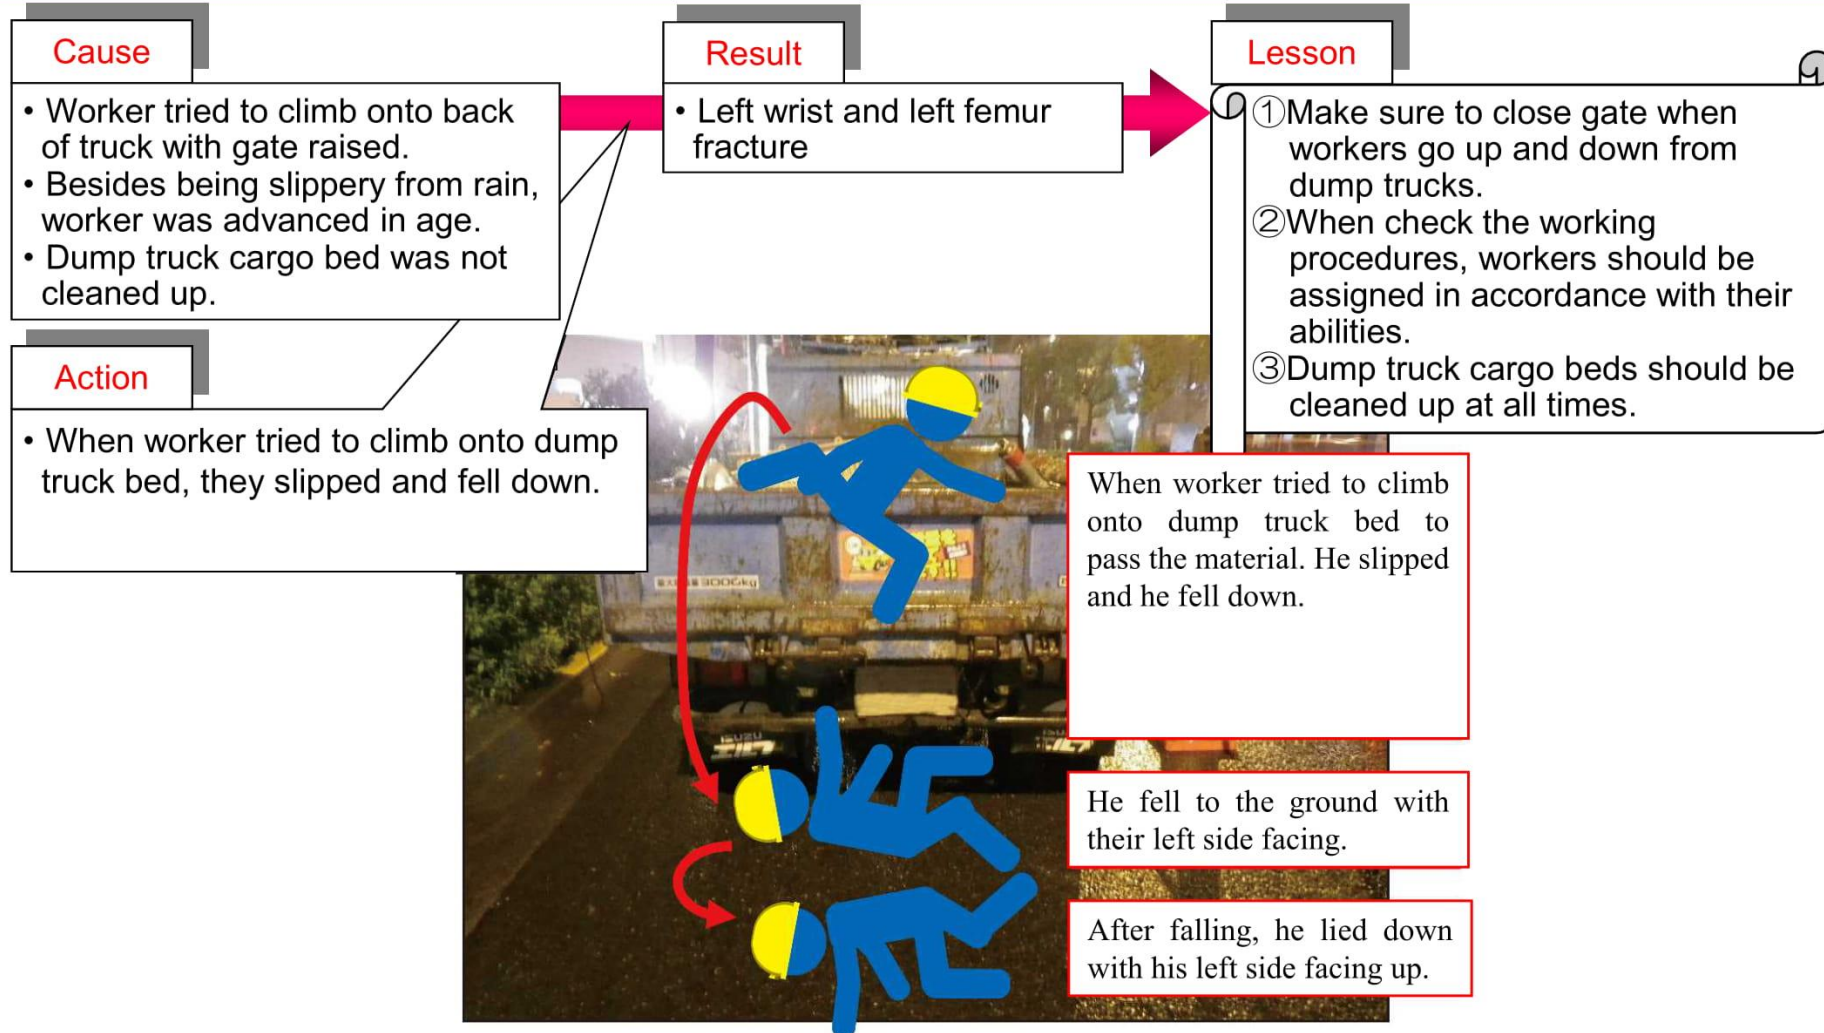 Cause
• Worker tried to climb onto back
of truck with gate raised.
• Besides being slippery from rain,
worker was advanced in age.
• Dump truck cargo bed was not
cleaned up.
Action
• When worker tried to climb onto dump
truck bed, they slipped and fell down.
Result
• Left wrist and left femur
fracture
Lesson
①Make sure to close gate when
workers go up and down from
dump trucks.
②When check the working
procedures, workers should be
assigned in accordance with their
abilities.
③Dump truck cargo beds should be
cleaned up at all times.
When worker tried to climb
onto dump truck bed to
pass the material. He slipped
and he fell down.
He fell to the ground with
their left side facing.
After falling, he lied down
with his left side facing up.
3000kg
ISUZU